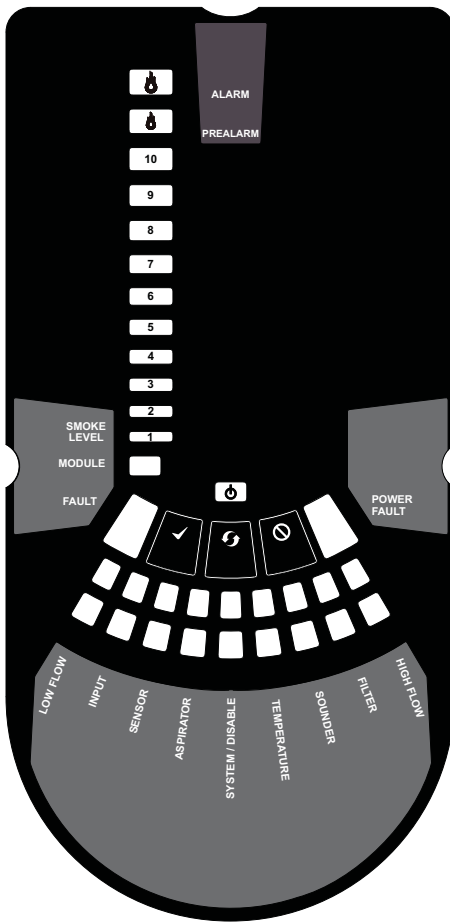 ALARM
PREALARM
10
9
8
7
6
5
4
3
2
SMOKE
LEVEL
1
MODULE
FAULT
POWER
FAULT
LOW FLOW
INPUT
SENSOR
ASPIRATOR
SYSTEM / DISABLE
TEMPERATURE
SOUNDER
FILTER
HIGH FLOW